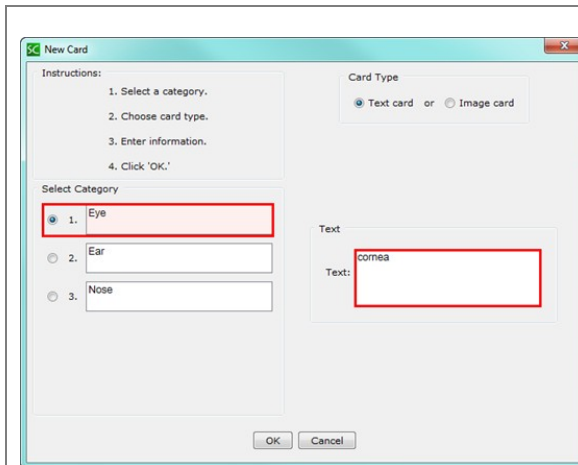 SC New Card x
Instructions:
1. Select a category.
2. Choose card type.
3. Enter information.
4. Click 'OK.'
Card Type
Text card or Image card
Select Category
1. Eye
2. Ear
3. Nose
Text
Text: cornea
OK Cancel